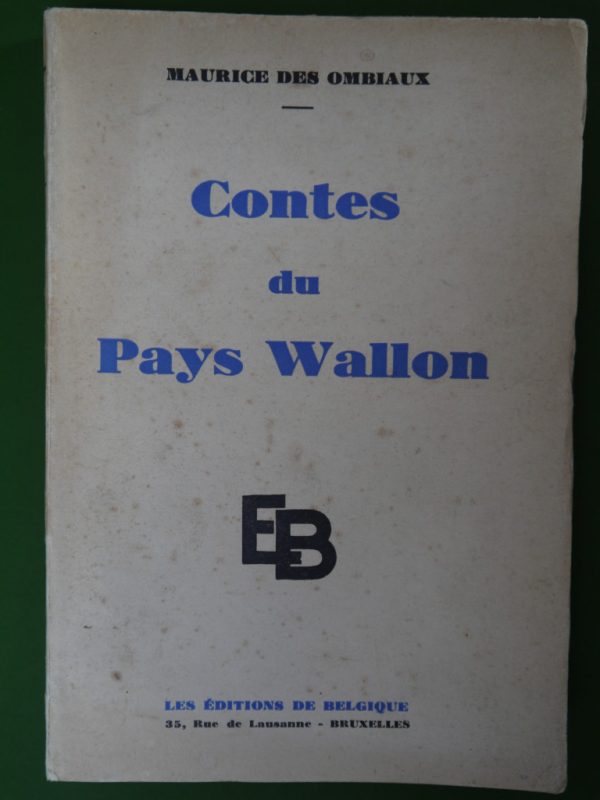 MAURICE DES OMBIAUX
Contes
du
Pays Wallon
EB
LES ÉDITIONS DE BELGIQUE
35, Rue de Lausanne - BRUXELLES